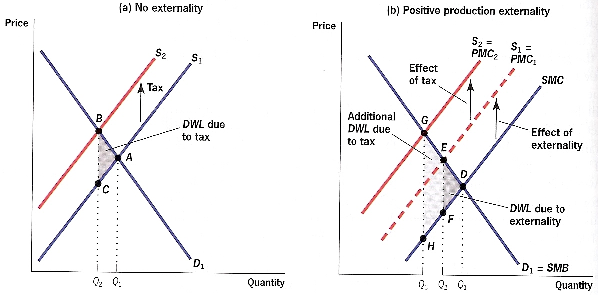 (a) No externality
Price
S2
S1
Tax
B
DWL due
to tax
A
C
D1
Q2 Q1
Quantity
(b) Positive production externality
Price
S2 =
PMC2
S1 =
PMC1
SMC
Effect
of tax
Additional
DWL due
to tax
G
E
Effect of
externality
D
F
DWL due to
externality
H
D1 = SMB
Quantity